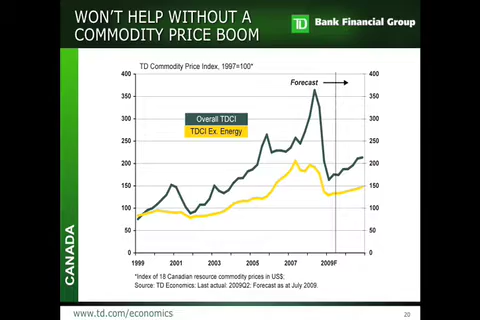 WON'T HELP WITHOUT A
COMMODITY PRICE BOOM
TD Bank Financial Group
TD Commodity Price Index, 1997=100*
400 400
Forecast
350 350
300 300
Overall TDCI
TDCI Ex. Energy
250 250
200 200
150 150
100 100
50 50
0 0
1999 2001 2003 2005 2007 2009F
*Index of 18 Canadian resource commodity prices in US$;
Source: TD Economics: Last actual: 2009Q2: Forecast as at July 2009.
CANADA
www.td.com/economics
20